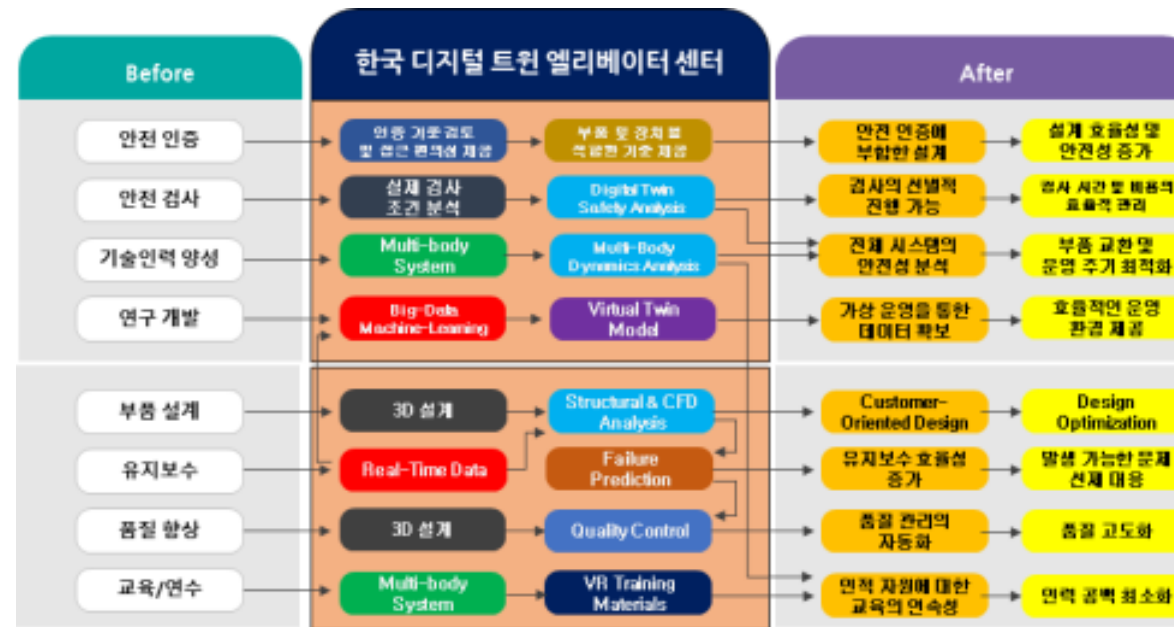 Before
한국 디지털 트윈 엘리베이터 센터
After
안전 인증
인증 기준 검토
및 접근 편의성 제공
부품 및 장치별
기준 제공
안전 인증에
부합한 설계
설계 효율성 및
안전성 증가
안전 검사
실제 검사
조건 분석
Digital Twin
Safety Analysis
검사의 선별적
진행 가능
검사 시간 및 비용의
효율적 관리
기술인력 양성
Multi-body
System
Multi-Body
Dynamics Analysis
전체 시스템의
안전성 분석
부품 교환 및
운영 주기 최적화
연구 개발
Big-Data
Machine-Learning
Virtual Twin
Model
가상 운영을 통한
데이터 확보
효율적인 운영
환경 제공
부품 설계
3D 설계
Structural & CFD
Analysis
Customer-
Oriented Design
Design
Optimization
유지보수
Real-Time Data
Failure
Prediction
유지보수 효율성
증가
발생 가능한 문제
선제 대응
품질 향상
3D 설계
Quality Control
품질 관리의
자동화
품질 고도화
교육/연수
Multi-body
System
VR Training
Materials
인적 자원에 대한
교육의 연속성
인력 공백 최소화